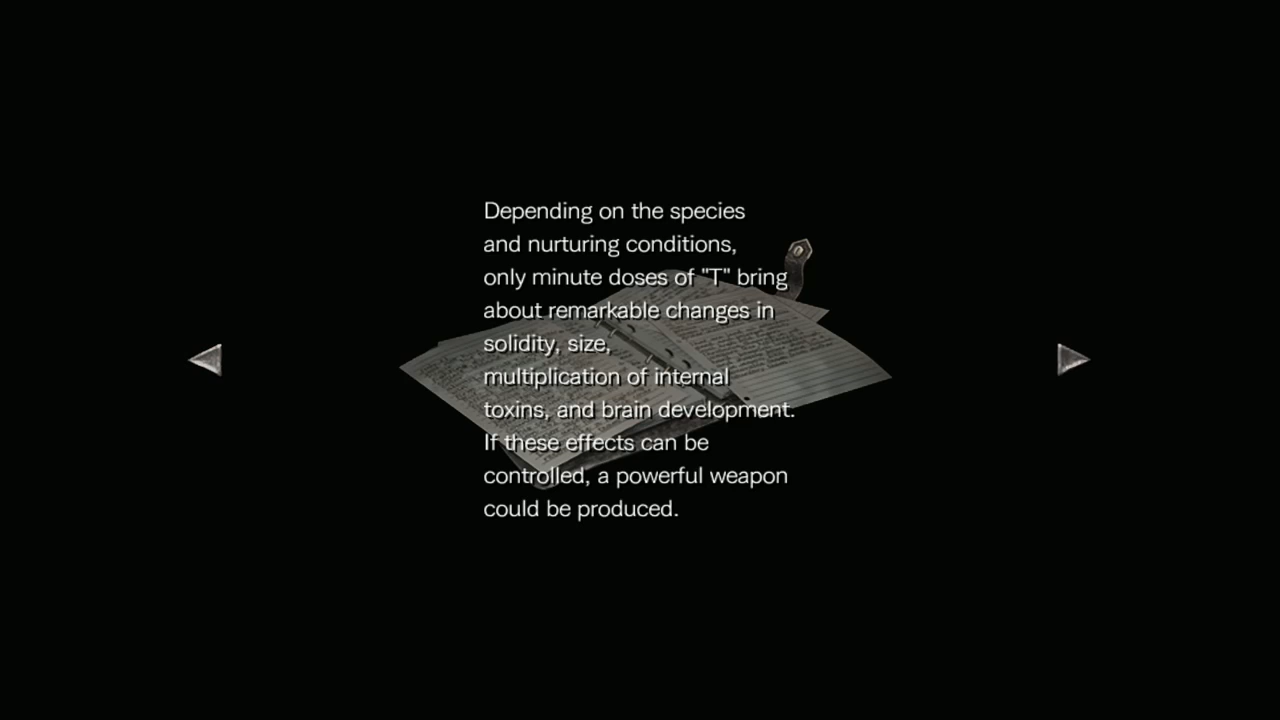 Depending on the species
and nurturing conditions,
only minute doses of "T" bring
about remarkable changes in
solidity, size,
multiplication of internal
toxins, and brain development.
If these effects can be
controlled, a powerful weapon
could be produced.